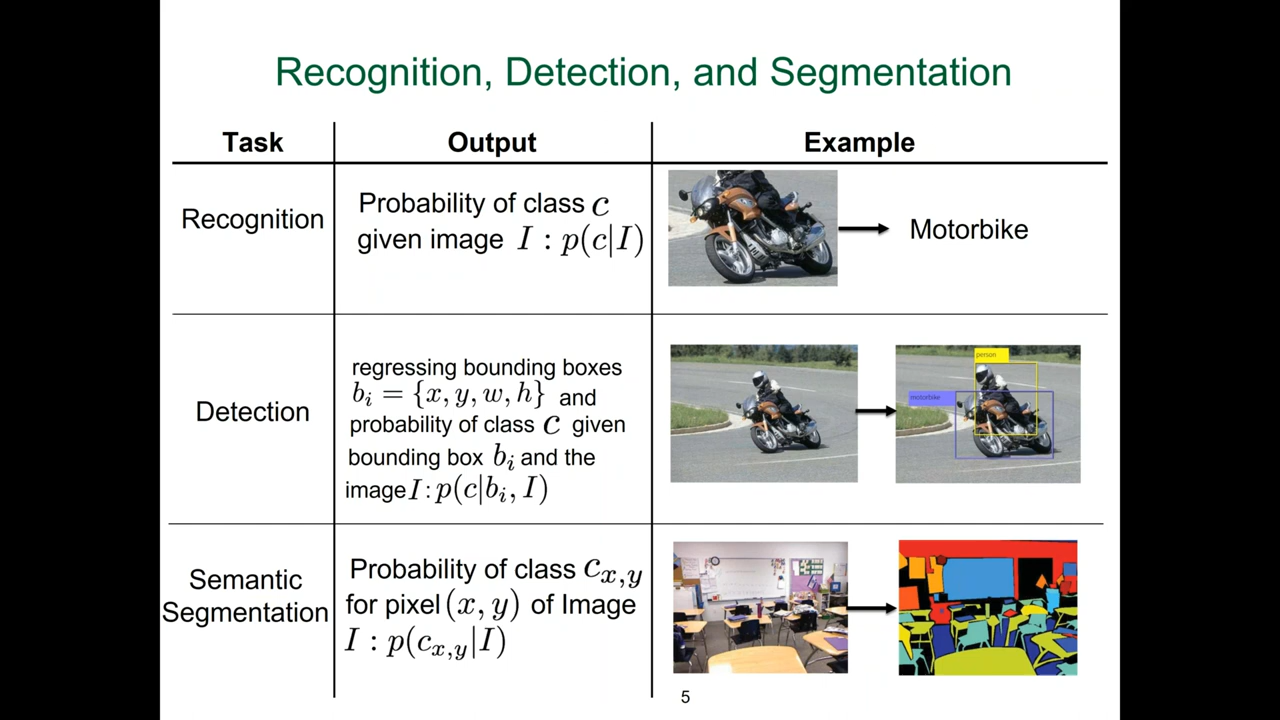 Recognition, Detection, and Segmentation
Task
Output
Example
Recognition
Probability of class c
given image I : p(c|I)
Motorbike
Detection
regressing bounding boxes
b_i = {x, y, w, h} and
probability of class c given
bounding box b_i and the
image I : p(c|b_i, I)
person
motorbike
Semantic
Segmentation
Probability of class c_{x,y}
for pixel (x, y) of Image
I : p(c_{x,y}|I)
5